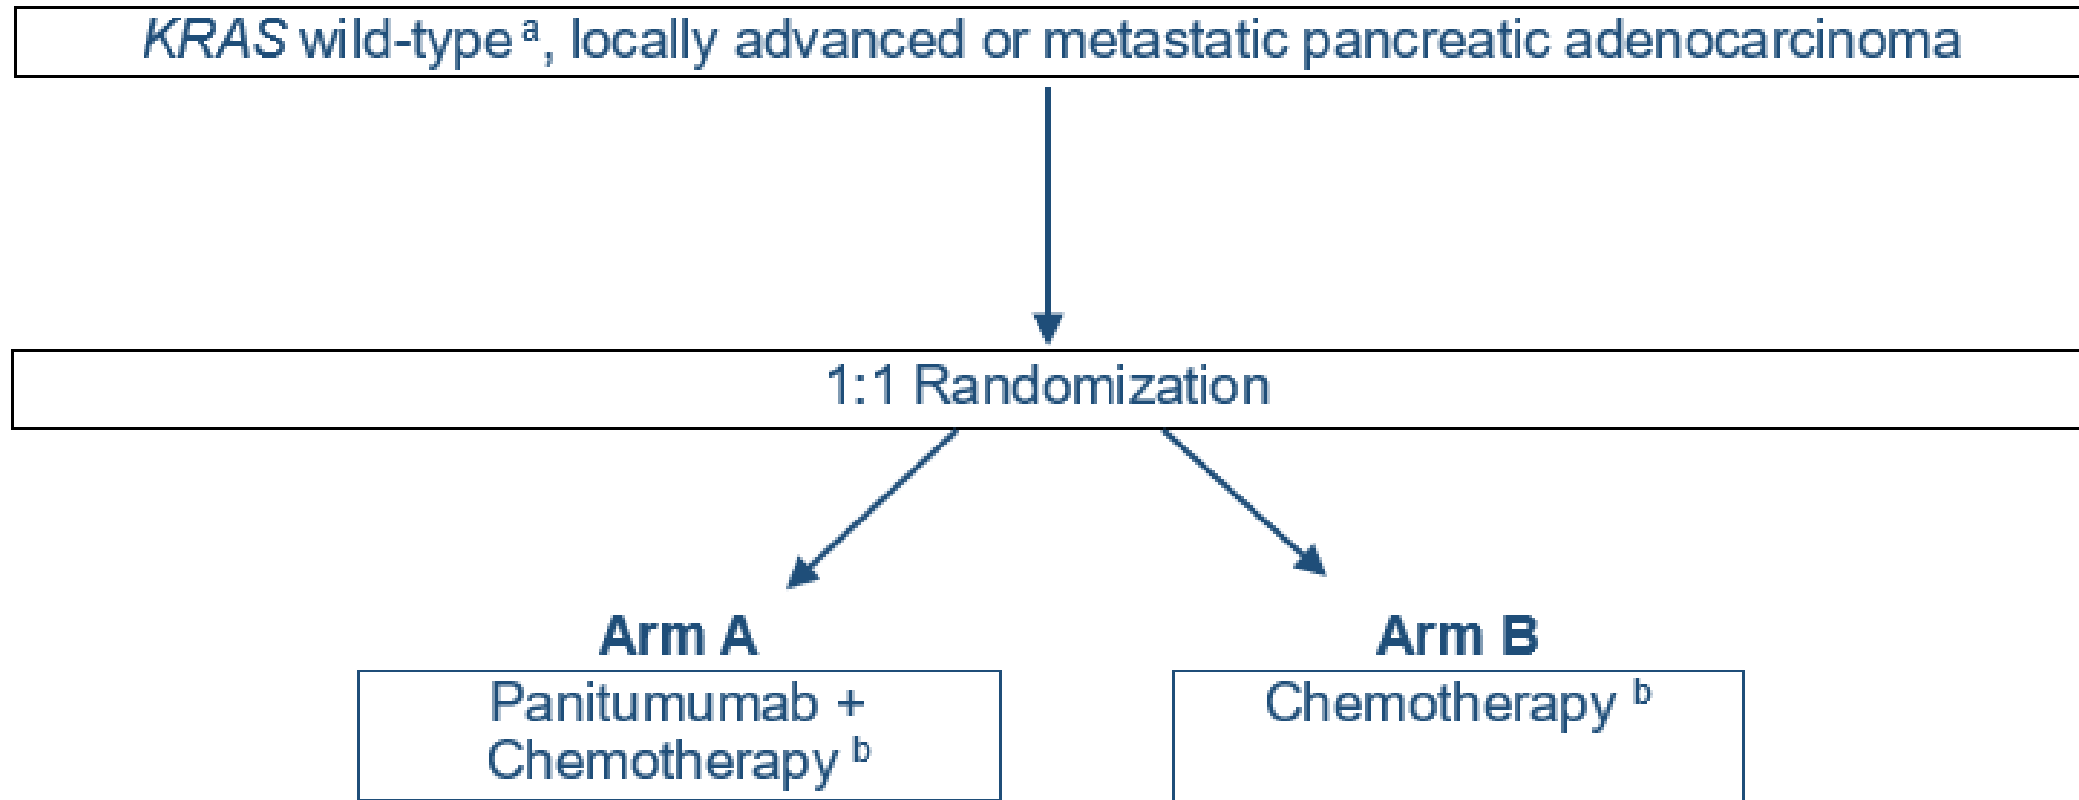 KRAS wild-type a, locally advanced or metastatic pancreatic adenocarcinoma
1:1 Randomization
Arm A
Panitumumab +
Chemotherapy b
Arm B
Chemotherapy b